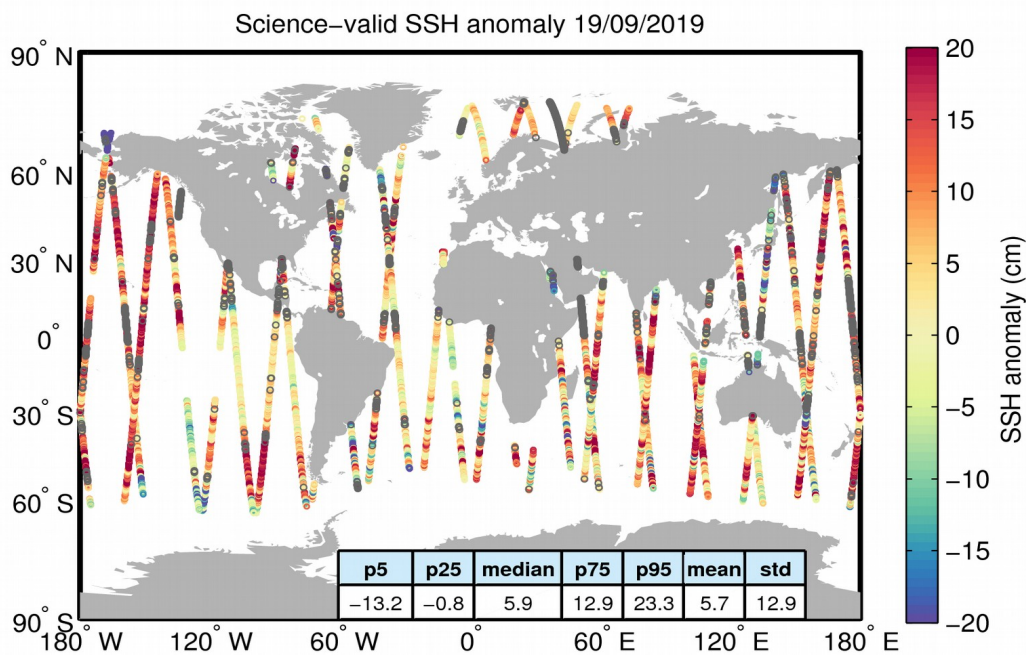 Science−valid SSH anomaly 19/09/2019
90° N
60° N
30° N
0°
30° S
60° S
90° S
180° W 120° W 60° W 0° 60° E 120° E 180° E
p5 p25 median p75 p95 mean std
−13.2 −0.8 5.9 12.9 23.3 5.7 12.9
20
15
10
5
0
−5
−10
−15
−20
SSH anomaly (cm)